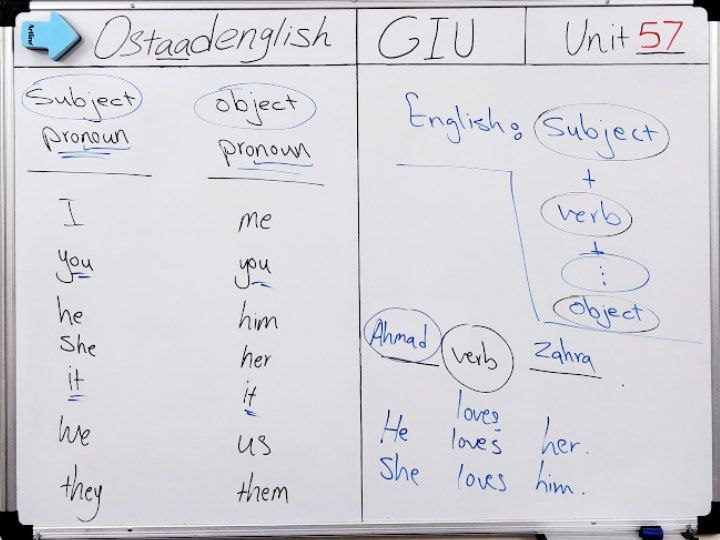 Artline
Ostaadenglish GIU Unit 57
Subject object
pronoun pronoun
I me
you you
he him
She her
it it
we us
they them
English: Subject
+
verb
+
⋮
object
Ahmad verb Zahra .
loves
He loves her.
She loves him.